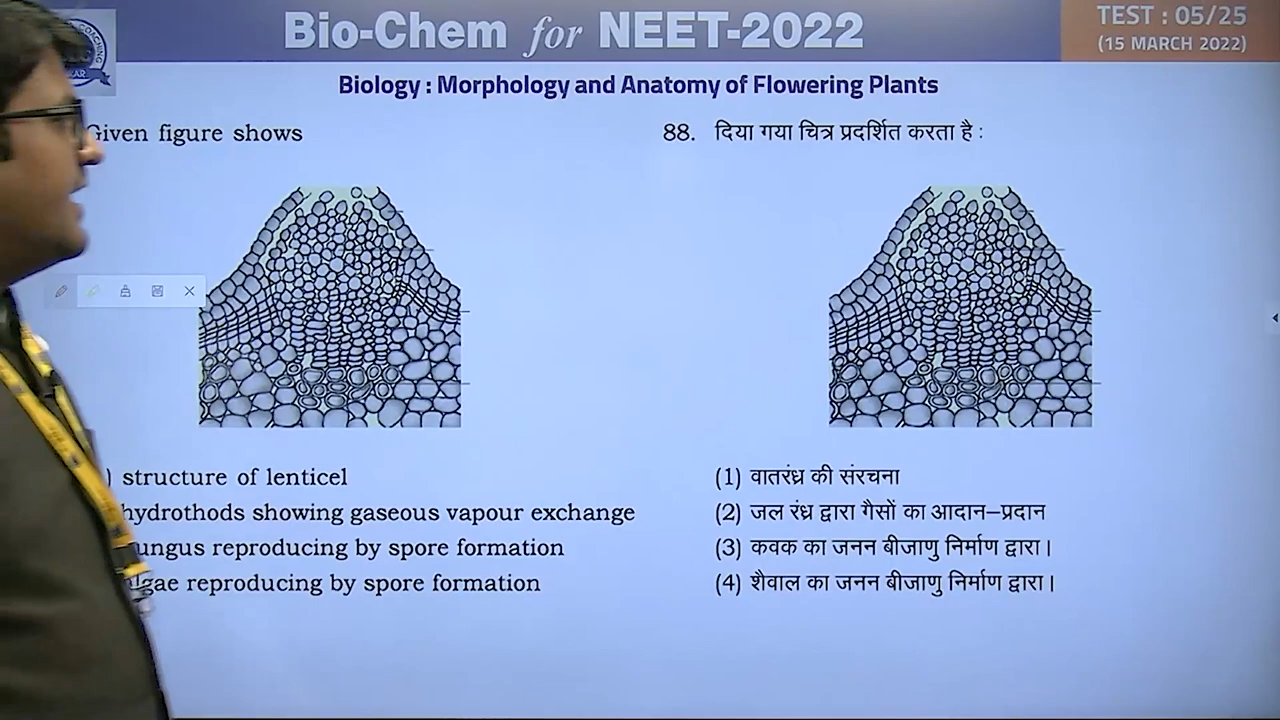 COACHING
Bio-Chem for NEET-2022
TEST : 05/25
(15 MARCH 2022)
Biology : Morphology and Anatomy of Flowering Plants
Given figure shows
) structure of lenticel
hydrothods showing gaseous vapour exchange
ungus reproducing by spore formation
lgae reproducing by spore formation
88. दिया गया चित्र प्रदर्शित करता है :
(1) वातरंध्र की संरचना
(2) जल रंध्र द्वारा गैसों का आदान–प्रदान
(3) कवक का जनन बीजाणु निर्माण द्वारा।
(4) शैवाल का जनन बीजाणु निर्माण द्वारा।